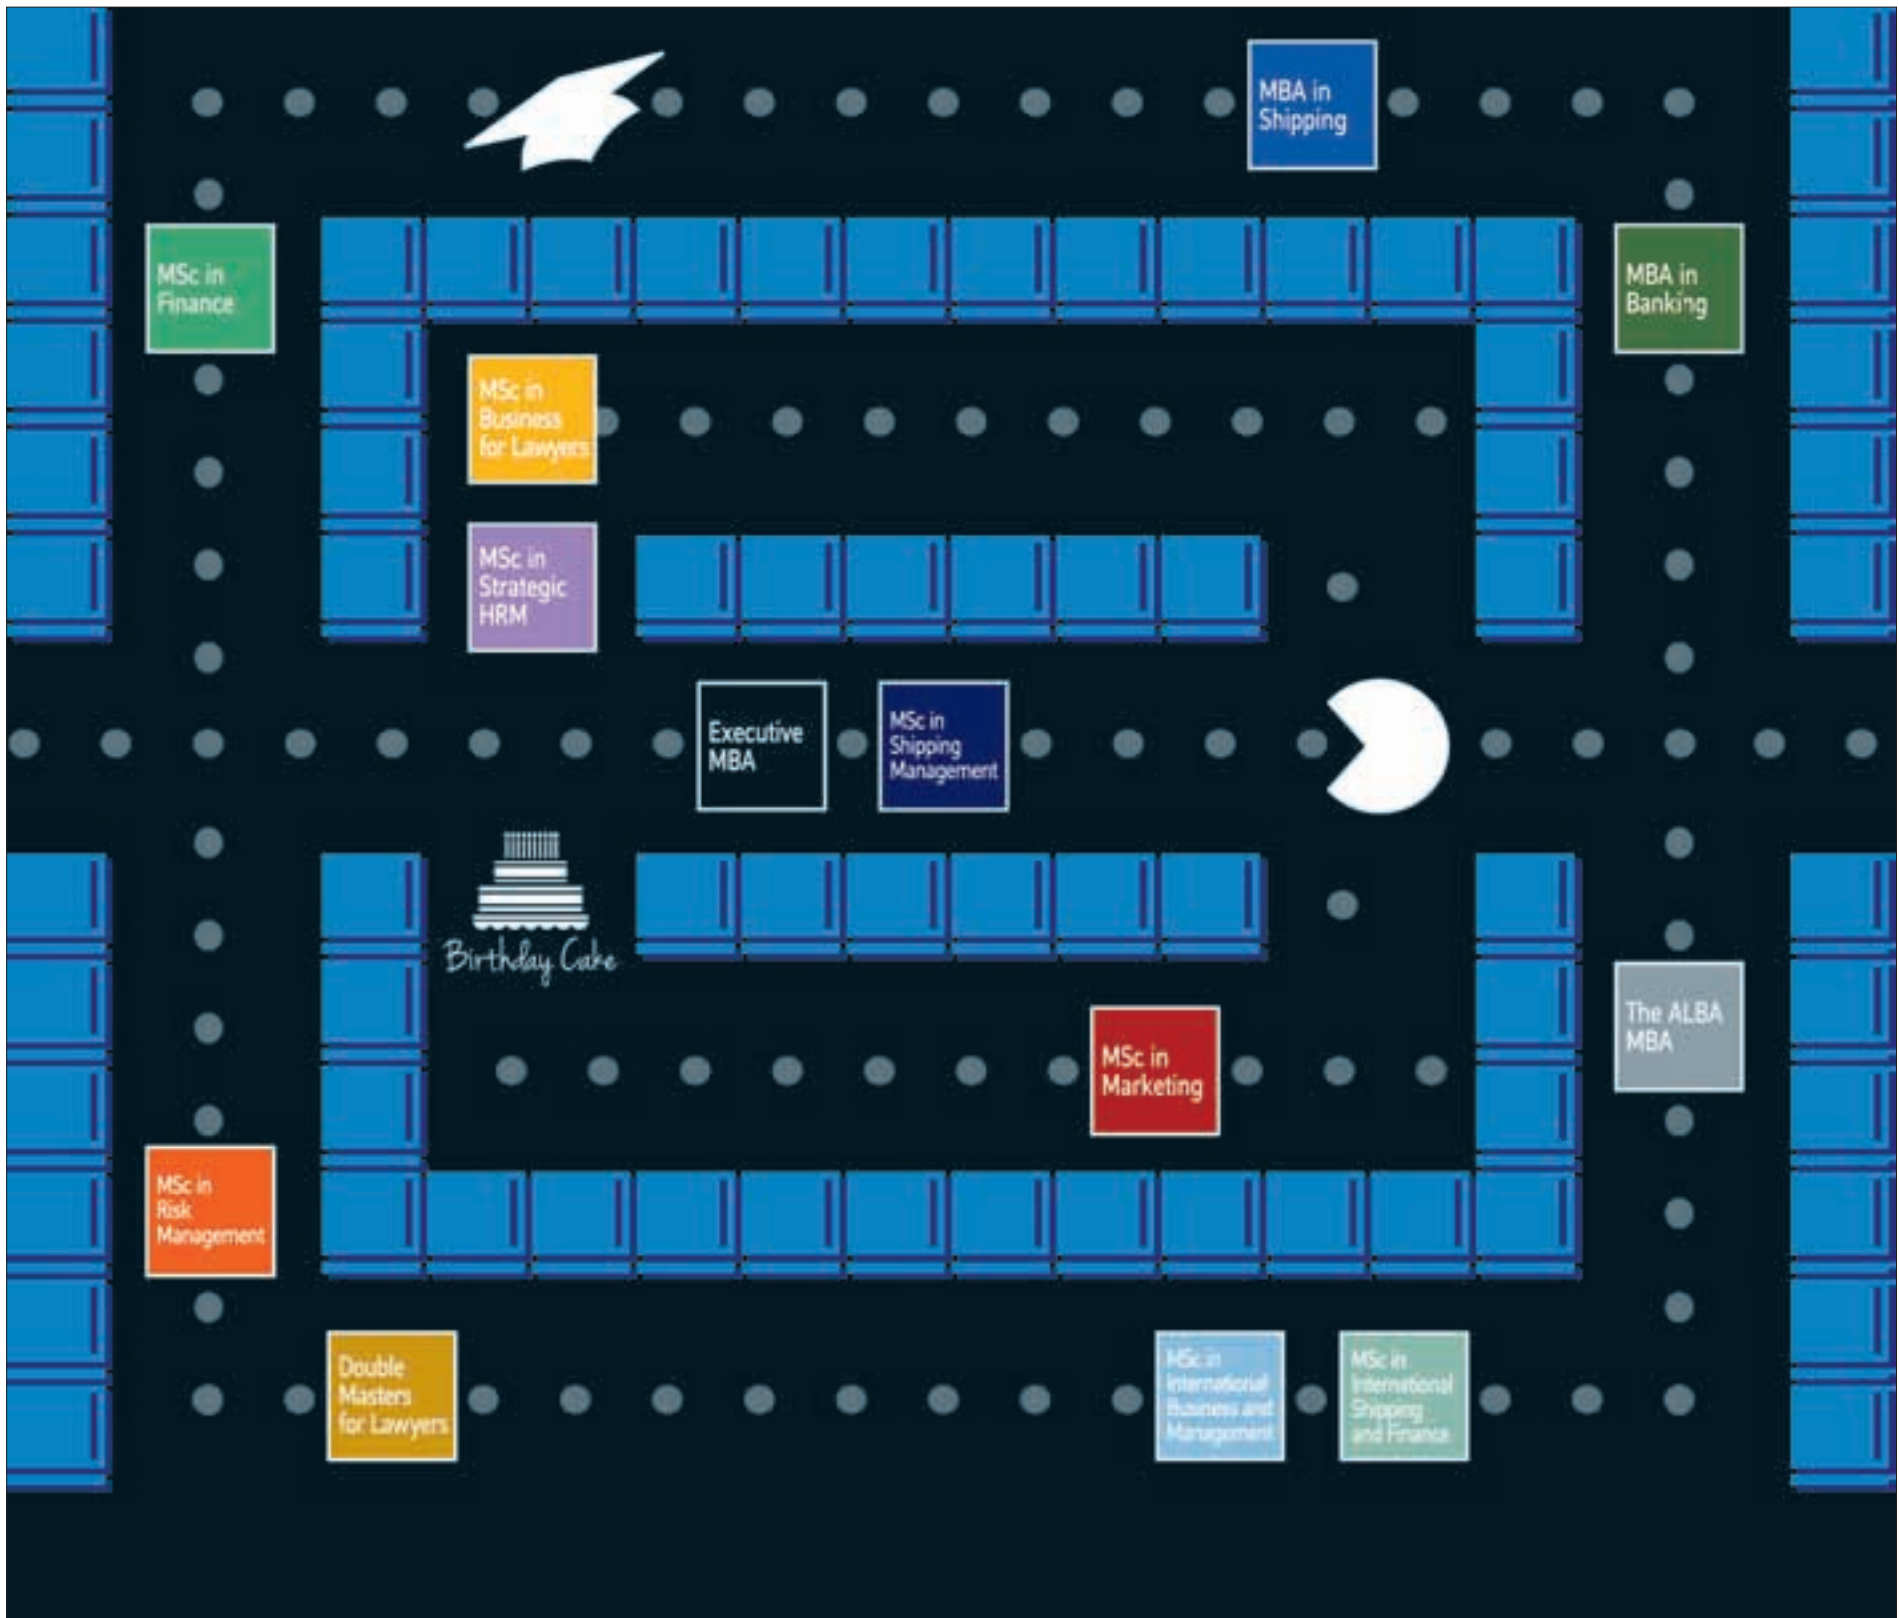 MBA in
Shipping
MSc in
Finance
MBA in
Banking
MSc in
Business
for Lawyers
MSc in
Strategic
HRM
Executive
MBA
MSc in
Shipping
Management
Birthday Cake
The ALBA
MBA
MSc in
Marketing
MSc in
Risk
Management
Double
Masters
for Lawyers
MSc in
International
Business and
Management
MSc in
International
Shipping
and Finance